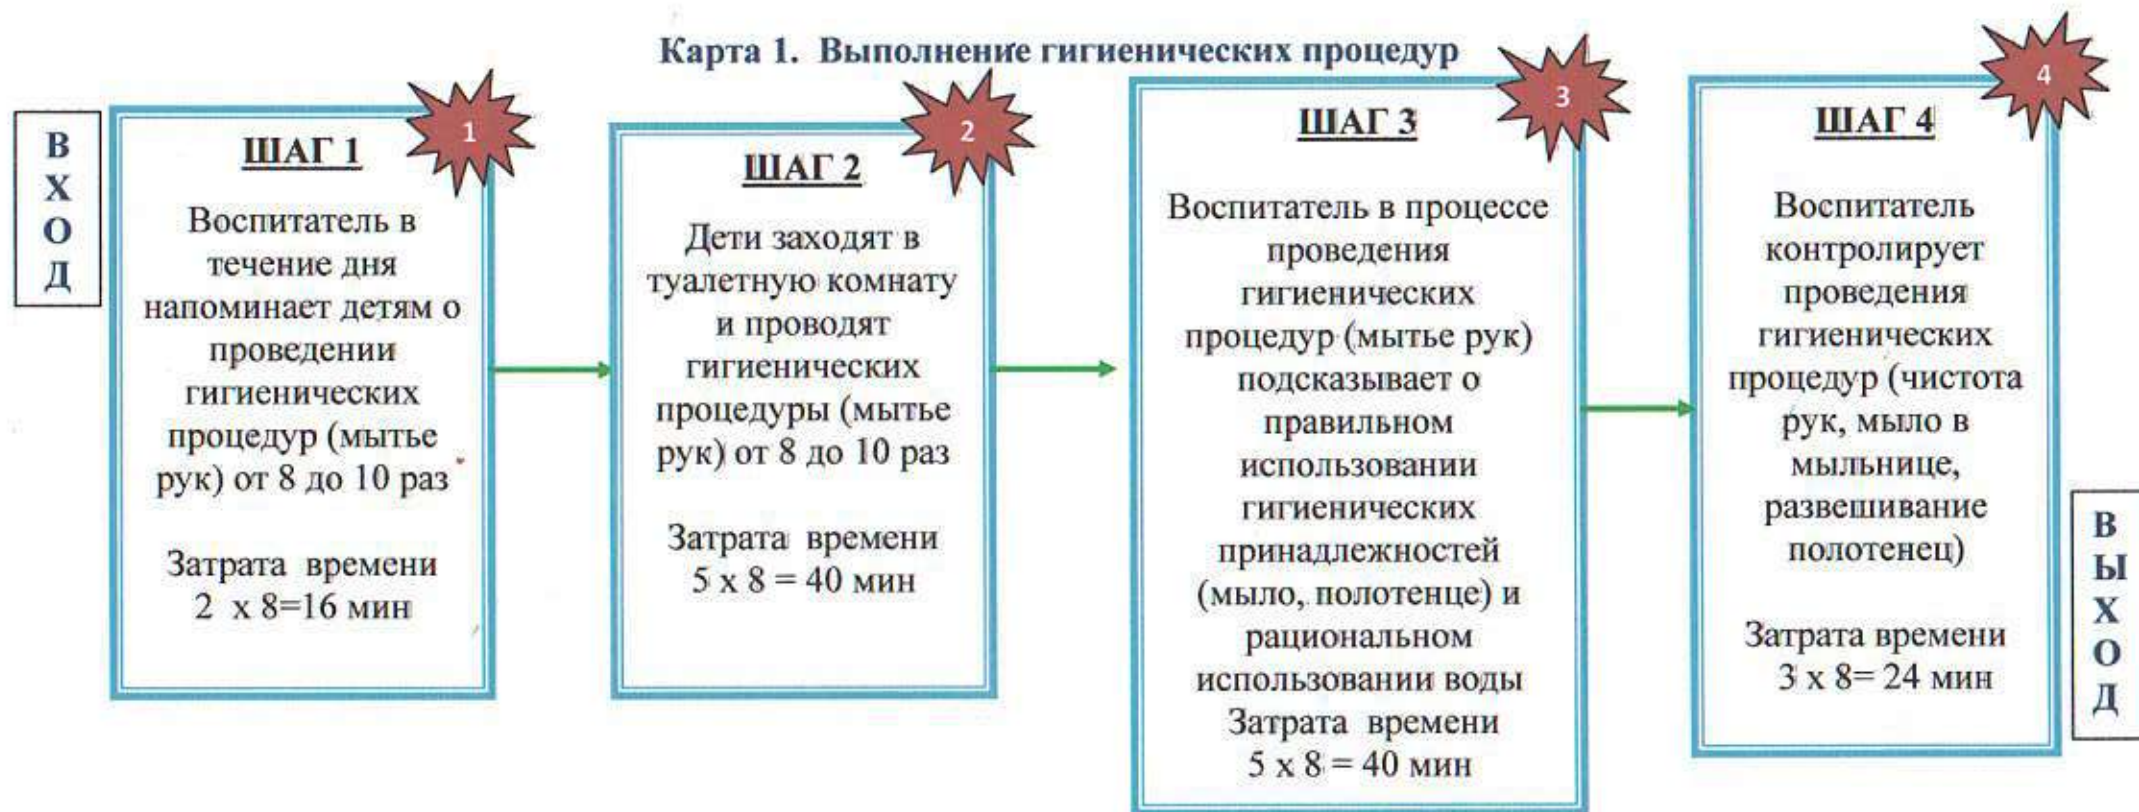 Карта 1. Выполнение гигиенических процедур
В
Х
О
Д
1
ШАГ 1
Воспитатель в
течение дня
напоминает детям о
проведении
гигиенических
процедур (мытье
рук) от 8 до 10 раз
Затрата времени
2 х 8=16 мин
2
ШАГ 2
Дети заходят в
туалетную комнату
и проводят
гигиенических
процедуры (мытье
рук) от 8 до 10 раз
Затрата времени
5 х 8 = 40 мин
3
ШАГ 3
Воспитатель в процессе
проведения
гигиенических
процедур (мытье рук)
подсказывает о
правильном
использовании
гигиенических
принадлежностей
(мыло, полотенце) и
рациональном
использовании воды
Затрата времени
5 х 8 = 40 мин
4
ШАГ 4
Воспитатель
контролирует
проведения
гигиенических
процедур (чистота
рук, мыло в
мыльнице,
развешивание
полотенец)
Затрата времени
3 х 8= 24 мин
В
Ы
Х
О
Д